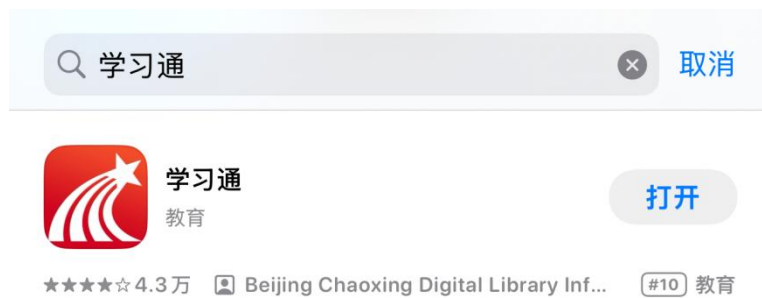 学习通
取消
学习通
教育
打开
★★★★☆4.3万 Beijing Chaoxing Digital Library Inf... #10 教育